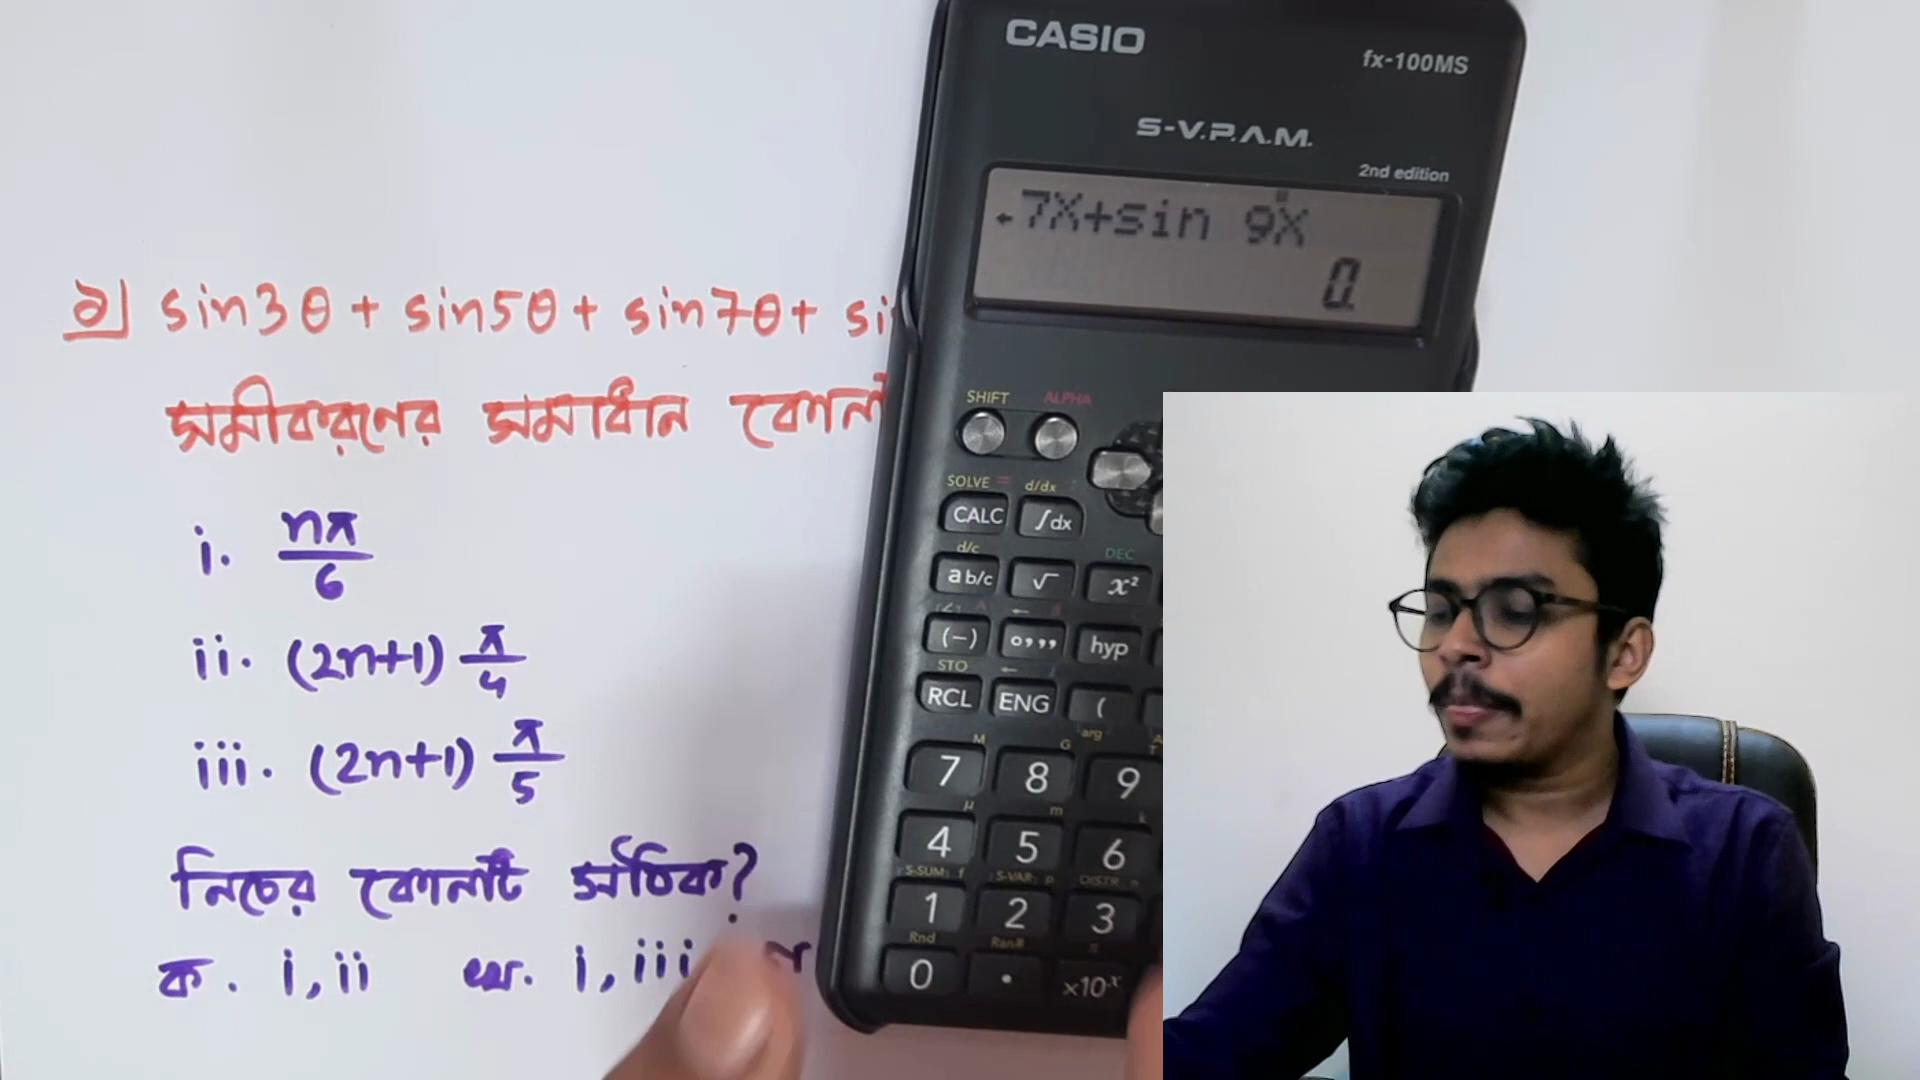 CASIO
fx-100MS
S-V.P.A.M.
2nd edition
7X+sin 9X
0
৯| sin3θ + sin5θ + sin7θ + si
সমীকরণের সমাধান কোন
i. nπ/6
ii. (2n+1) π/4
iii. (2n+1) π/5
নিচের কোনটি সঠিক?
ক. i, ii খ. i, iii
SHIFT ALPHA
SOLVE = d/dx :
CALC ∫dx
d/c DEC
a b/c √ x²
(−) °,,, hyp
STO ←
RCL ENG (
M G arg
7 8 9
μ m k
4 5 6
S-SUM f S-VAR p DISTR n
1 2 3
Rnd Ran# π
0 . ×10ˣ